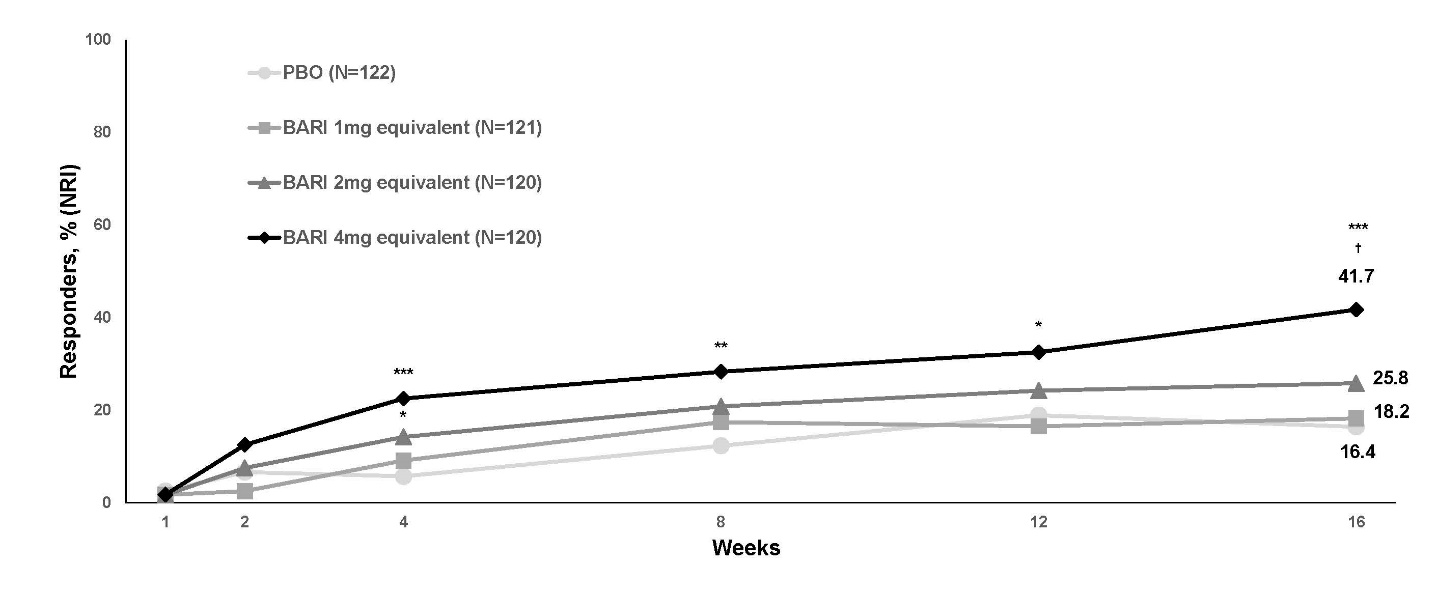 100
80
60
40
20
0
Responders, % (NRI)
PBO (N=122)
BARI 1mg equivalent (N=121)
BARI 2mg equivalent (N=120)
BARI 4mg equivalent (N=120)
***
*
**
*
***
†
41.7
25.8
18.2
16.4
1 2 4 8 12 16
Weeks